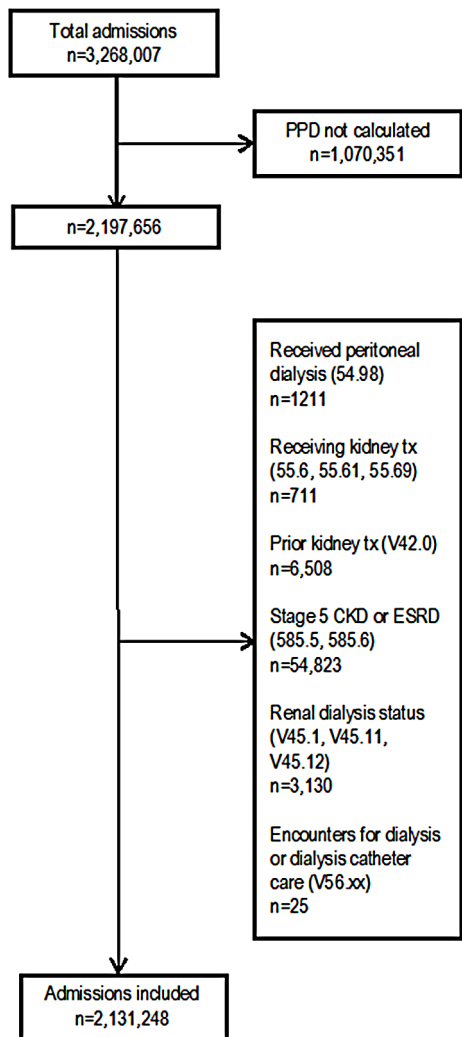 Total admissions
n=3,268,007
PPD not calculated
n=1,070,351
n=2,197,656
Received peritoneal
dialysis (54.98)
n=1211
Receiving kidney tx
(55.6, 55.61, 55.69)
n=711
Prior kidney tx (V42.0)
n=6,508
Stage 5 CKD or ESRD
(585.5, 585.6)
n=54,823
Renal dialysis status
(V45.1, V45.11,
V45.12)
n=3,130
Encounters for dialysis
or dialysis catheter
care (V56.xx)
n=25
Admissions included
n=2,131,248